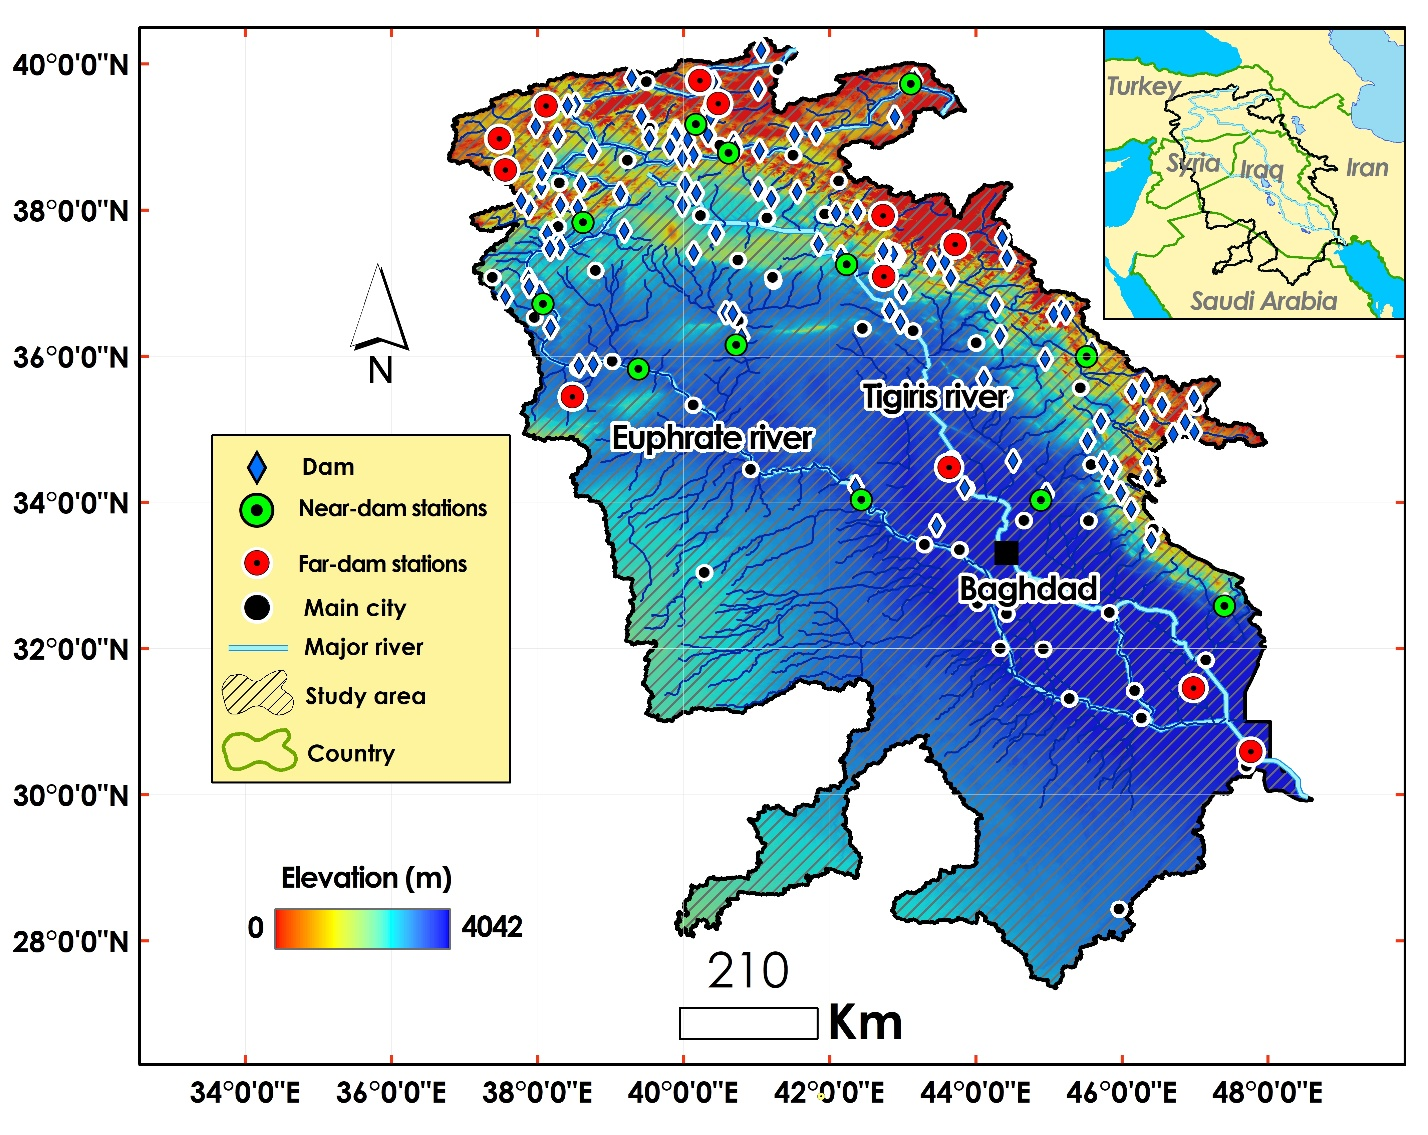 40°0'0"N
38°0'0"N
36°0'0"N
34°0'0"N
32°0'0"N
30°0'0"N
28°0'0"N
Turkey
Syria
Iraq
Iran
Saudi Arabia
N
Tigiris river
Euphrate river
Baghdad
Dam
Near-dam stations
Far-dam stations
Main city
Major river
Study area
Country
Elevation (m)
0
4042
210
Km
34°0'0"E
36°0'0"E
38°0'0"E
40°0'0"E
42°0'0"E
44°0'0"E
46°0'0"E
48°0'0"E